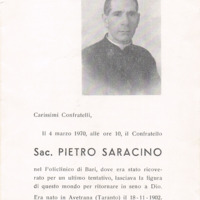 Carissimi Confratelli,
Il 4 marzo 1970, alle ore 10, il Confratello
Sac. PIETRO SARACINO
nel Policlinico di Bari, dove era stato ricove-
rato per un ultimo tentativo, lasciava la figura
di questo mondo per ritornare in seno a Dio.
Era nato in Avetrana (Taranto) il 18-11-1902.